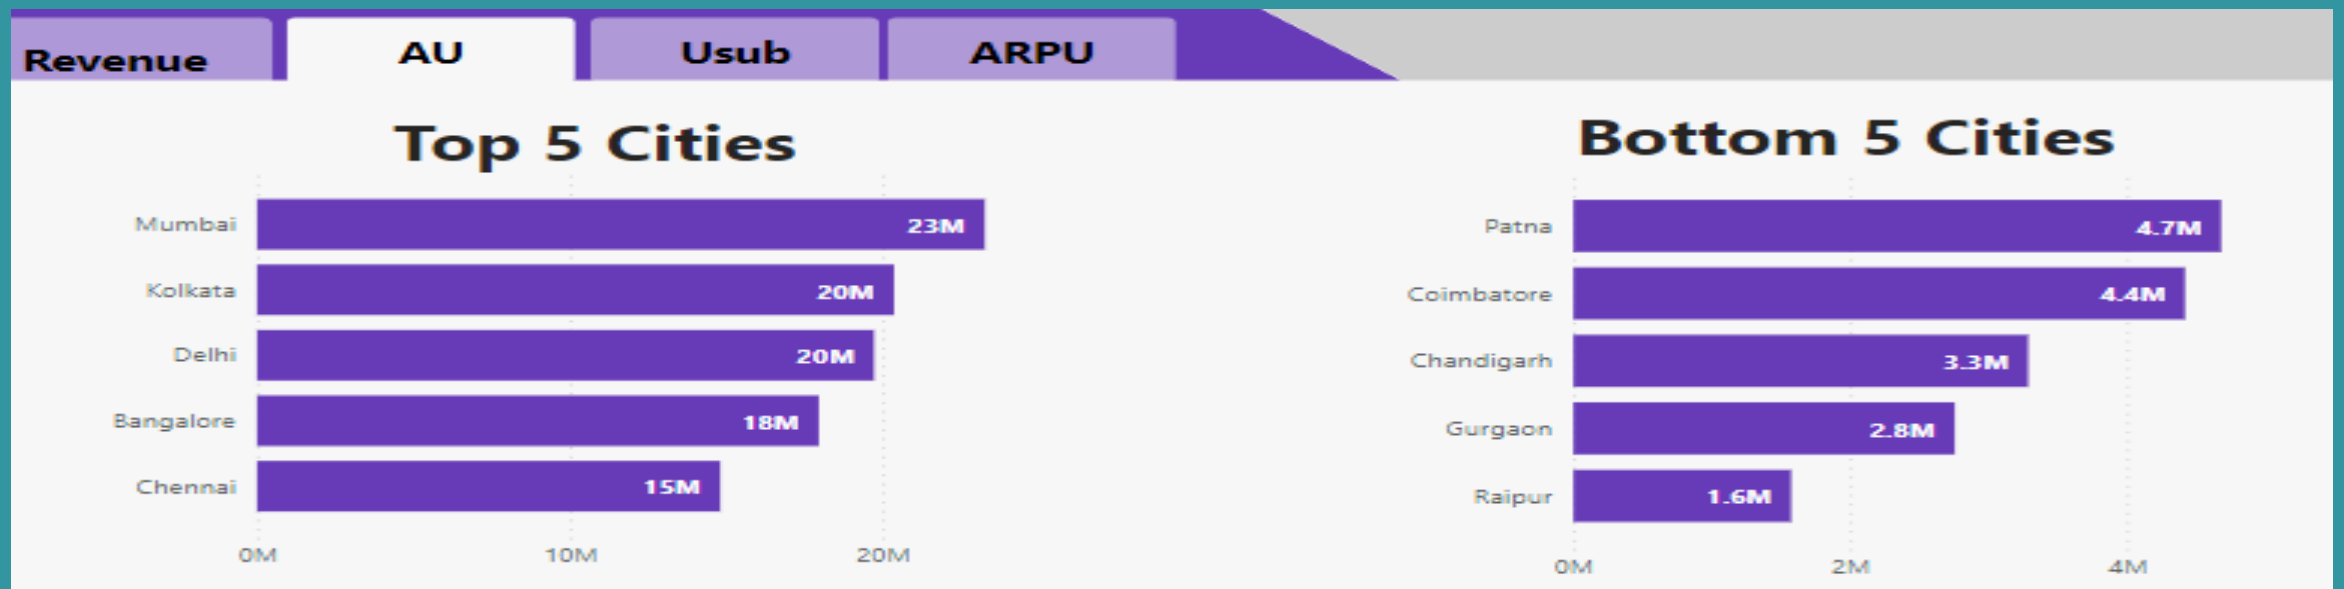 Revenue
AU
Usub
ARPU
Top 5 Cities
Mumbai 23M
Kolkata 20M
Delhi 20M
Bangalore 18M
Chennai 15M
0M 10M 20M
Bottom 5 Cities
Patna 4.7M
Coimbatore 4.4M
Chandigarh 3.3M
Gurgaon 2.8M
Raipur 1.6M
0M 2M 4M